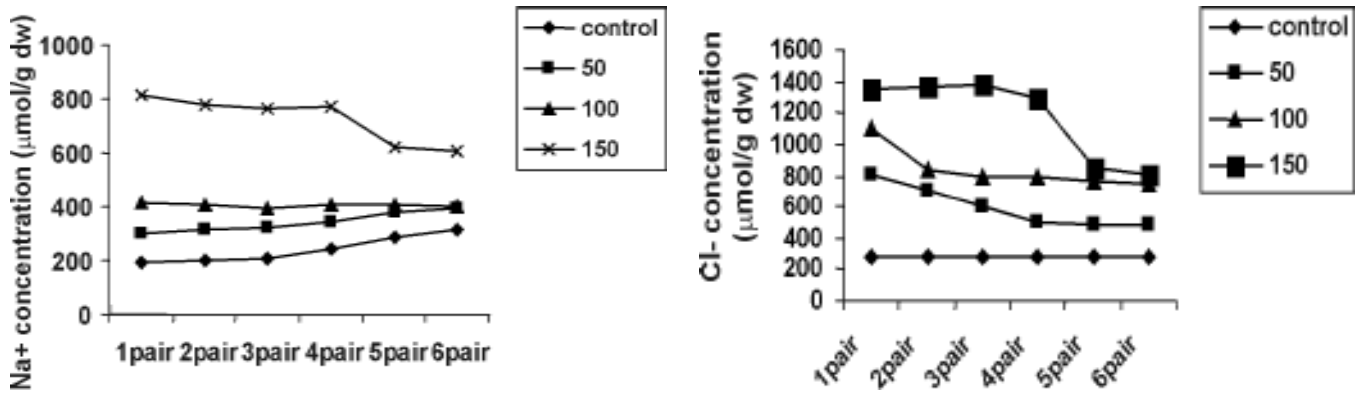 Na+ concentration (µmol/g dw)
1000
800
600
400
200
0
1pair 2pair 3pair 4pair 5pair 6pair
control
50
100
150
Cl- concentration
(µmol/g dw)
1600
1400
1200
1000
800
600
400
200
0
1pair
2pair
3pair
4pair
5pair
6pair
control
50
100
150